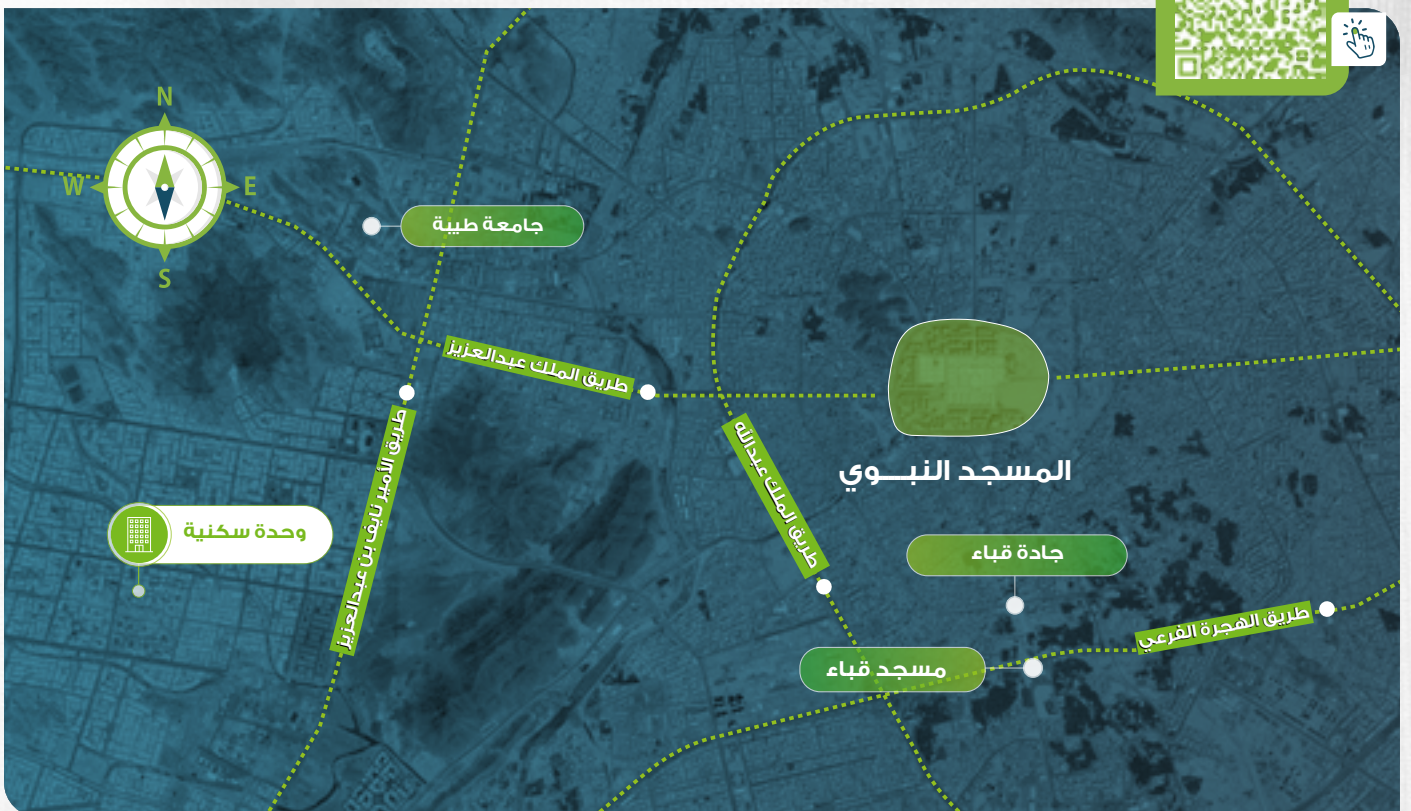 N
W
E
S
جامعة طيبة
طريق الملك عبدالعزيز
طريق الأمير نايف بن عبدالعزيز
طريق الملك عبدالله
المسجد النبـــوي
وحدة سكنية
جادة قباء
طريق الهجرة الفرعي
مسجد قباء